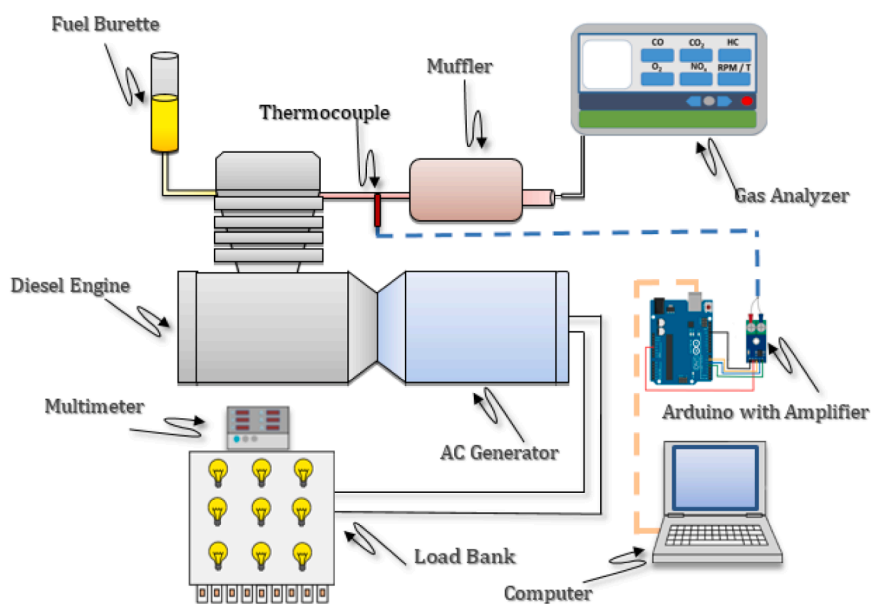 Fuel Burette
Muffler
Thermocouple
CO CO₂ HC
O₂ NOₓ RPM / T
Gas Analyzer
Diesel Engine
Multimeter
AC Generator
Arduino with Amplifier
Load Bank
Computer